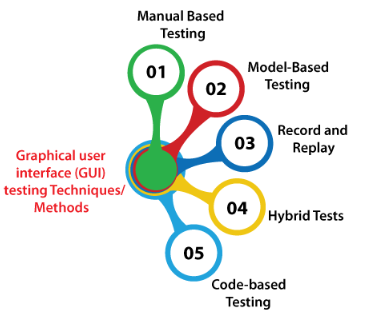 Manual Based
Testing
01
Model-Based
Testing
02
Record and
Replay
03
Graphical user
interface (GUI)
testing Techniques/
Methods
04
Hybrid Tests
05
Code-based
Testing